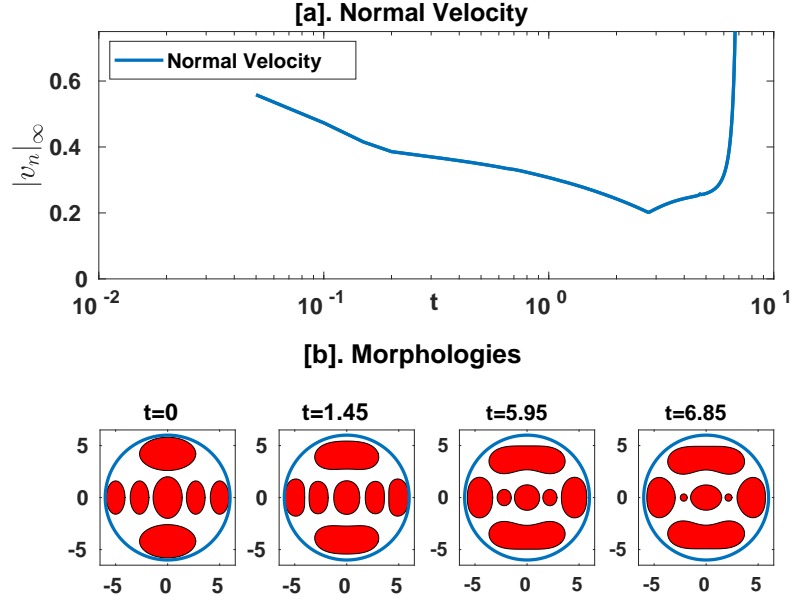 [a]. Normal Velocity
Normal Velocity
|v_n|_∞
0.6
0.4
0.2
0
10^-2 10^-1 10^0 10^1
t
[b]. Morphologies
t=0 t=1.45 t=5.95 t=6.85
5 5 5 5
0 0 0 0
-5 -5 -5 -5
-5 0 5 -5 0 5 -5 0 5 -5 0 5